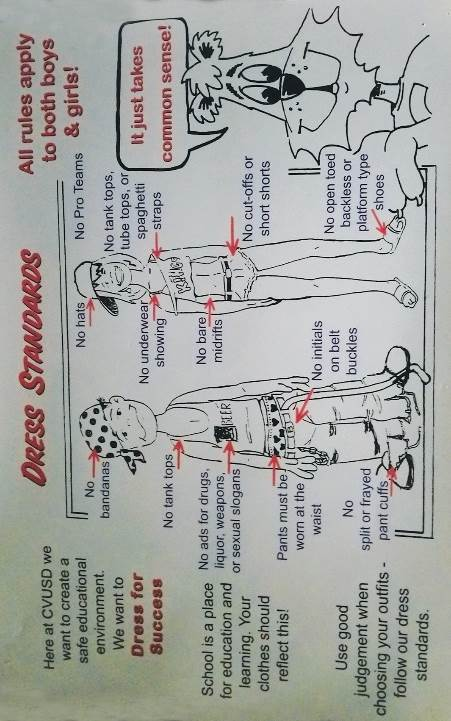 DRESS STANDARDS
All rules apply
to both boys
& girls!
Here at CVUSD we
want to create a
safe educational
environment.
We want to
Dress for
Success
School is a place
for education and
learning. Your
clothes should
reflect this!
Use good
judgement when
choosing your outfits -
follow our dress
standards.
No
bandanas
No tank tops
No ads for drugs,
liquor, weapons,
or sexual slogans
Pants must be
worn at the
waist
No
split or frayed
pant cuffs
BEER
No hats
No underwear
showing
No bare
midrifts
No initials
on belt
buckles
No Pro Teams
No tank tops,
tube tops, or
spaghetti
straps
No cut-offs or
short shorts
No open toed
backless or
platform type
shoes
It just takes
common sense!